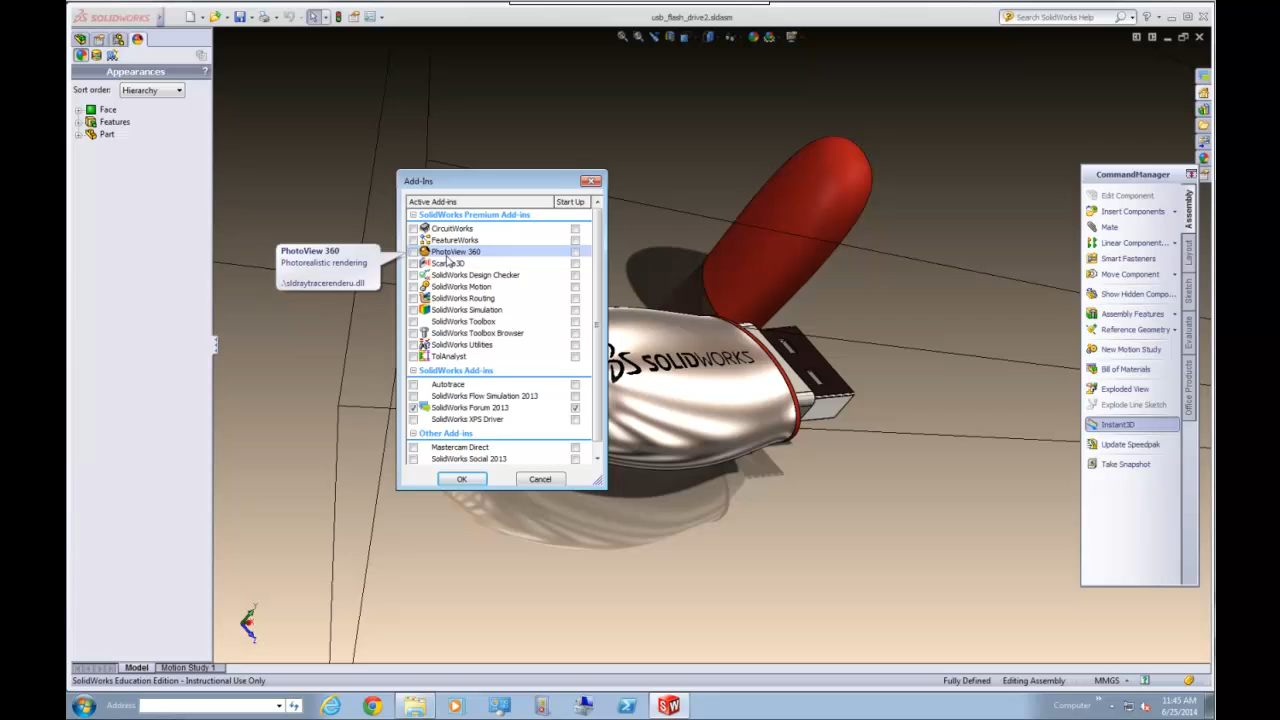 SOLIDWORKS
usb_flash_drive2.sldasm
Search SolidWorks Help
Appearances
?
Sort order:
Hierarchy
Face
Features
Part
Add-Ins
Active Add-ins
Start Up
SolidWorks Premium Add-ins
CircuitWorks
FeatureWorks
PhotoView 360
SolidWorks Design Checker
SolidWorks Motion
SolidWorks Routing
SolidWorks Simulation
SolidWorks Toolbox
SolidWorks Toolbox Browser
SolidWorks Utilities
TolAnalyst
SolidWorks Add-ins
Autotrace
SolidWorks Flow Simulation 2013
SolidWorks Forum 2013
SolidWorks XPS Driver
Other Add-ins
Mastercam Direct
SolidWorks Social 2013
OK
Cancel
PhotoView 360
Photorealistic rendering
.\sldraytracerenderu.dll
SOLIDWORKS
CommandManager
Edit Component
Insert Components
Mate
Linear Component...
Smart Fasteners
Move Component
Show Hidden Compo...
Assembly Features
Reference Geometry
New Motion Study
Bill of Materials
Exploded View
Explode Line Sketch
Instant3D
Update Speedpak
Take Snapshot
Assembly
Layout
Sketch
Evaluate
Office Products
Model
Motion Study 1
SolidWorks Education Edition - Instructional Use Only
Fully Defined
Editing Assembly
MMGS
Address
Computer
11:45 AM
6/25/2014